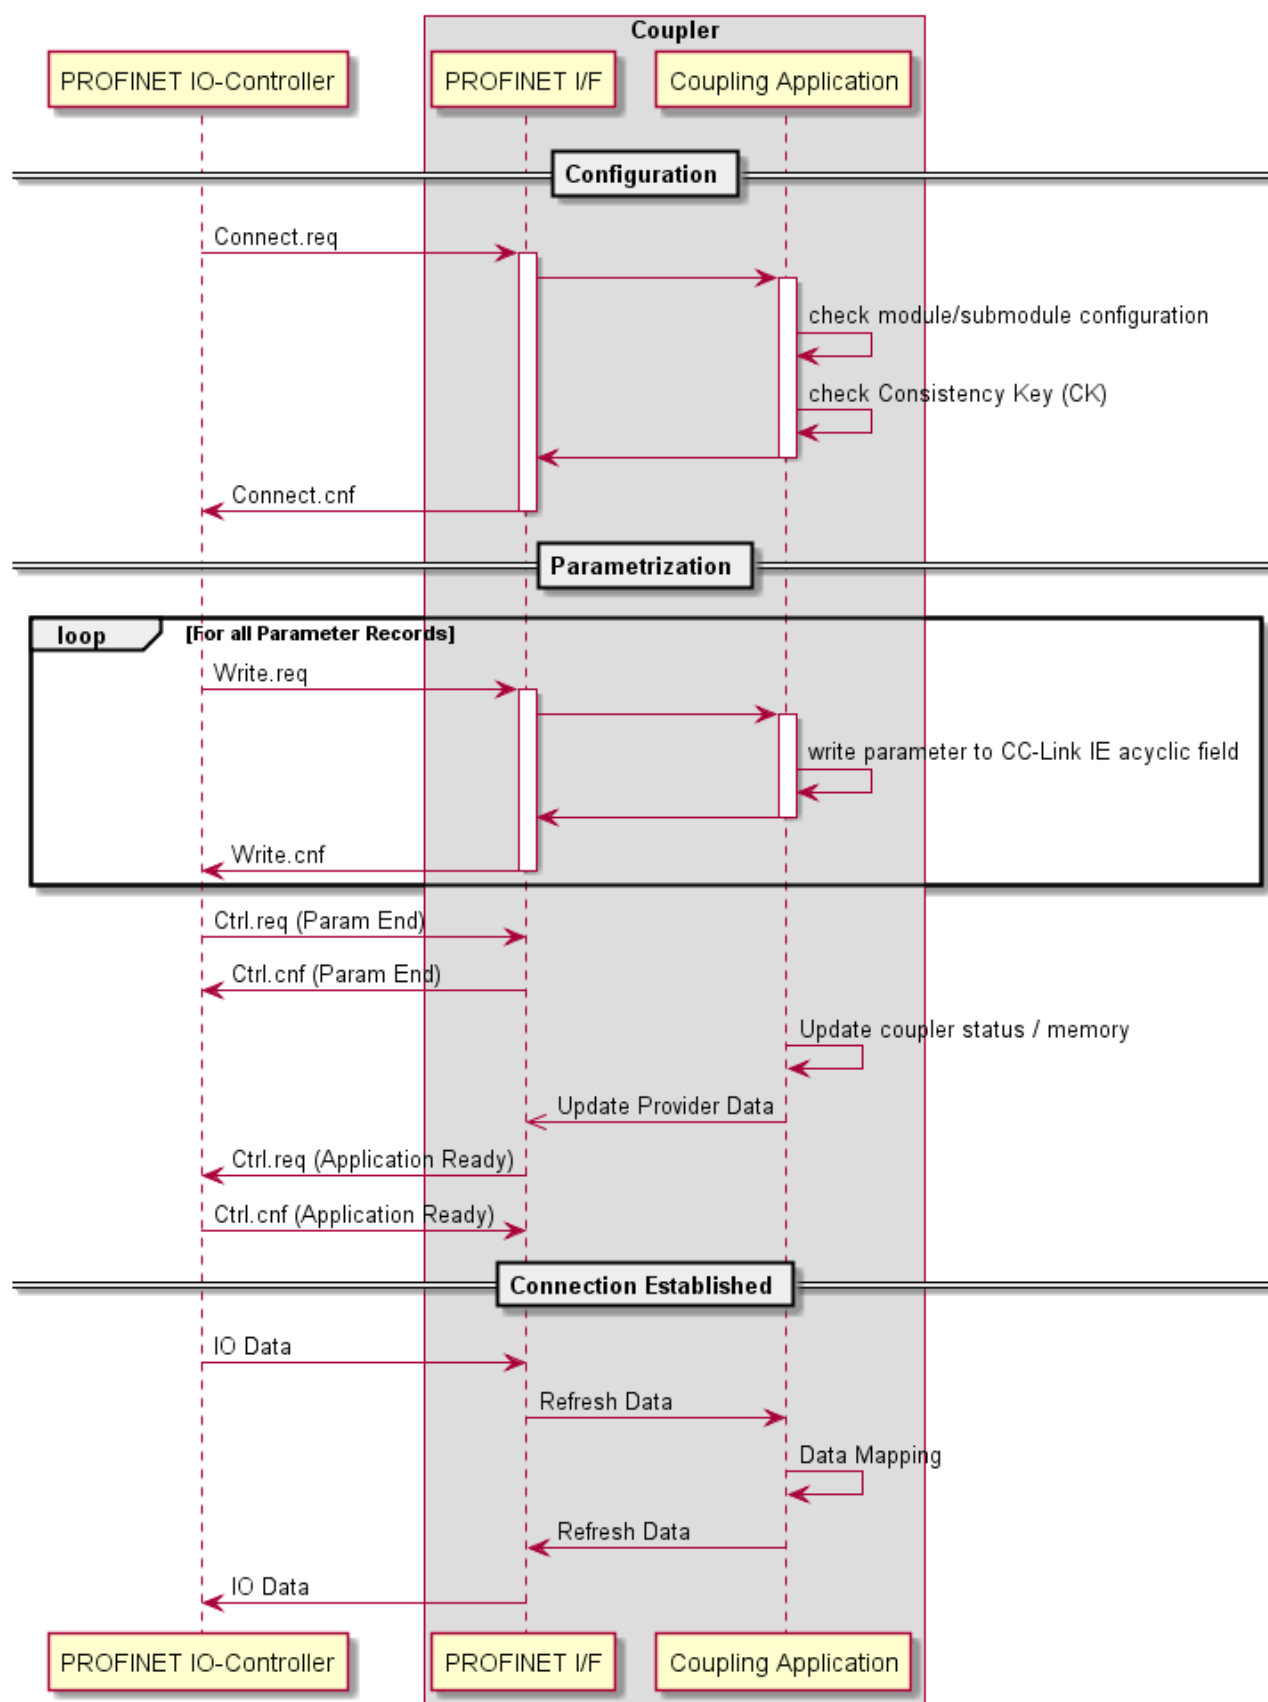 Coupler
PROFINET IO-Controller
PROFINET I/F
Coupling Application
Configuration
Connect.req
check module/submodule configuration
check Consistency Key (CK)
Connect.cnf
Parametrization
loop
[For all Parameter Records]
Write.req
write parameter to CC-Link IE acyclic field
Write.cnf
Ctrl.req (Param End)
Ctrl.cnf (Param End)
Update coupler status / memory
Update Provider Data
Ctrl.req (Application Ready)
Ctrl.cnf (Application Ready)
Connection Established
IO Data
Refresh Data
Data Mapping
Refresh Data
IO Data
PROFINET IO-Controller
PROFINET I/F
Coupling Application